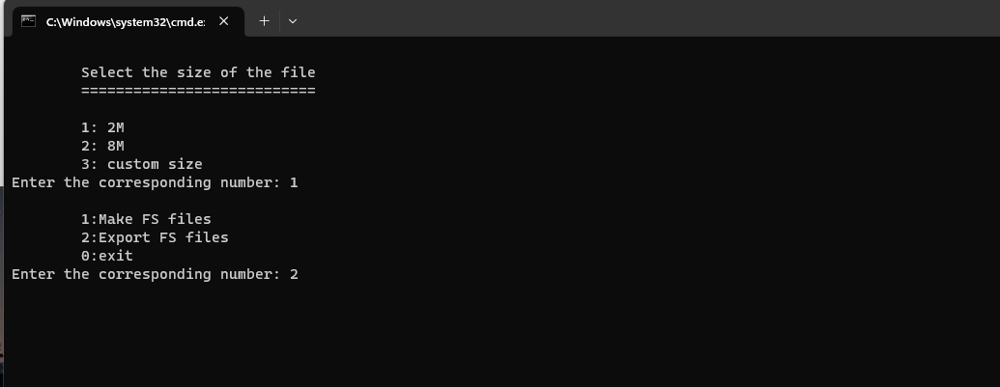 C:\Windows\system32\cmd.e:
Select the size of the file
===========================
1: 2M
2: 8M
3: custom size
Enter the corresponding number: 1
1:Make FS files
2:Export FS files
0:exit
Enter the corresponding number: 2